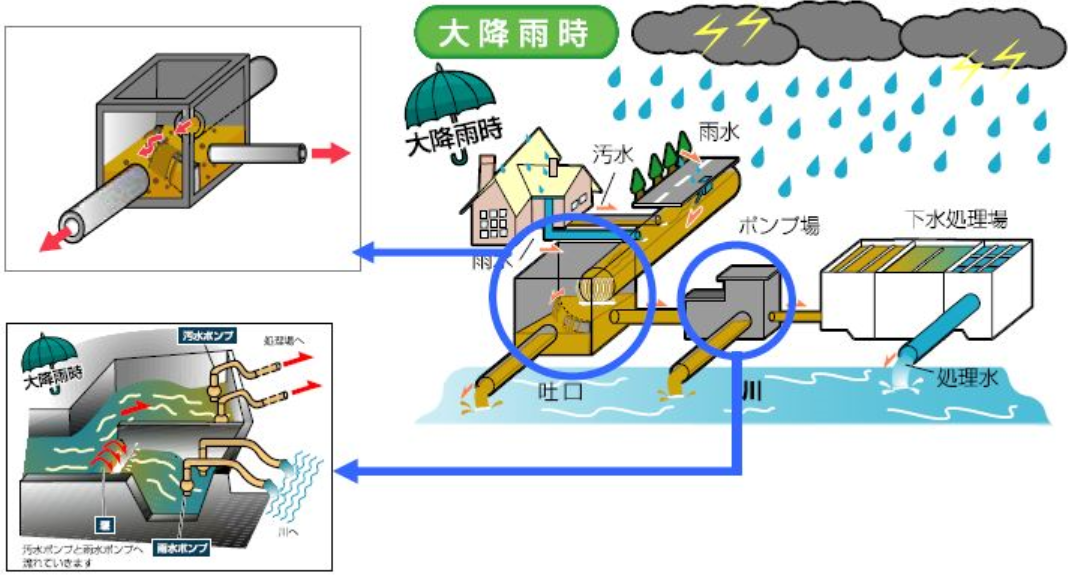 大降雨時
大降雨時
雨水
汚水
雨水
ポンプ場
下水処理場
吐口
川
処理水
大降雨時
汚水ポンプ
処理場へ
堰
雨水ポンプ
川へ
汚水ポンプと雨水ポンプへ
流れていきます